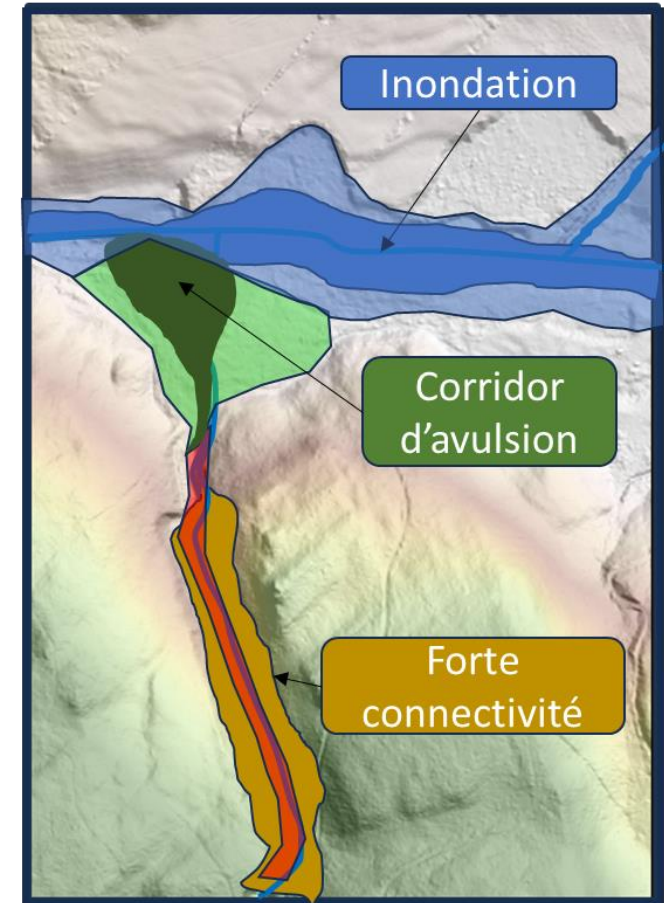 Inondation
Corridor
d’avulsion
Forte
connectivité